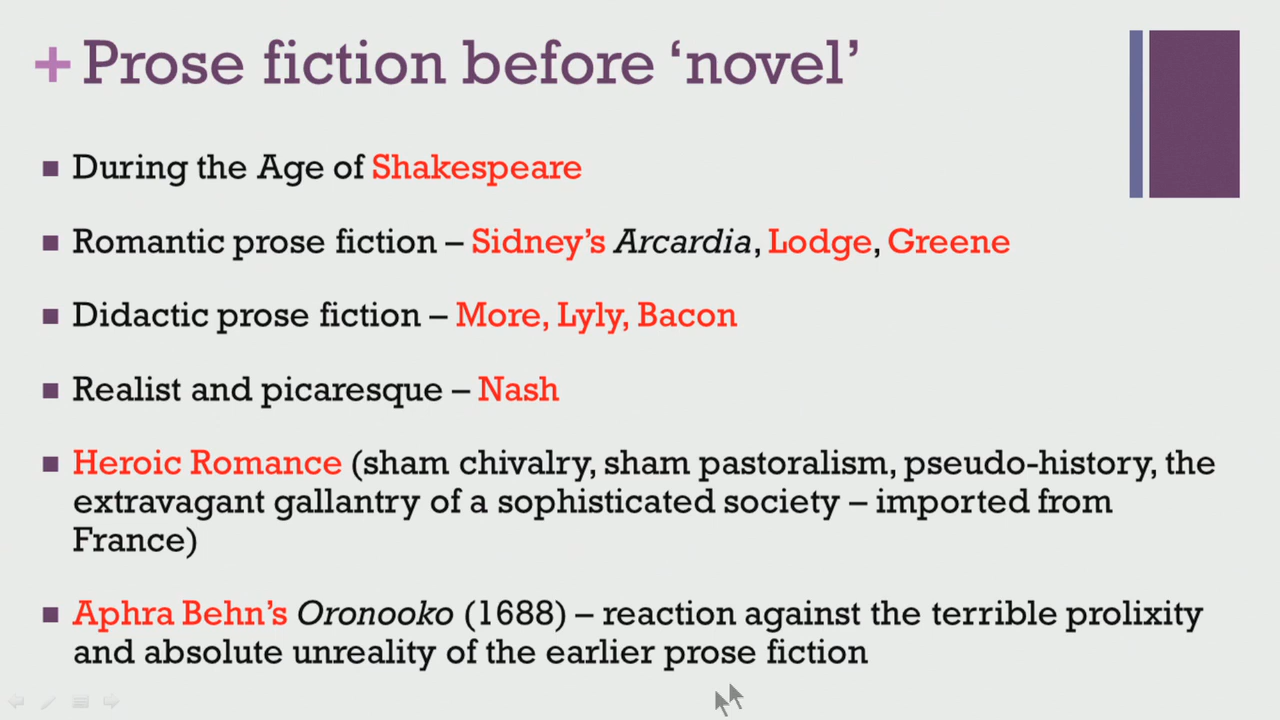 + Prose fiction before ‘novel’
■ During the Age of Shakespeare
■ Romantic prose fiction – Sidney’s Arcardia, Lodge, Greene
■ Didactic prose fiction – More, Lyly, Bacon
■ Realist and picaresque – Nash
■ Heroic Romance (sham chivalry, sham pastoralism, pseudo-history, the
extravagant gallantry of a sophisticated society – imported from
France)
■ Aphra Behn’s Oronooko (1688) – reaction against the terrible prolixity
and absolute unreality of the earlier prose fiction